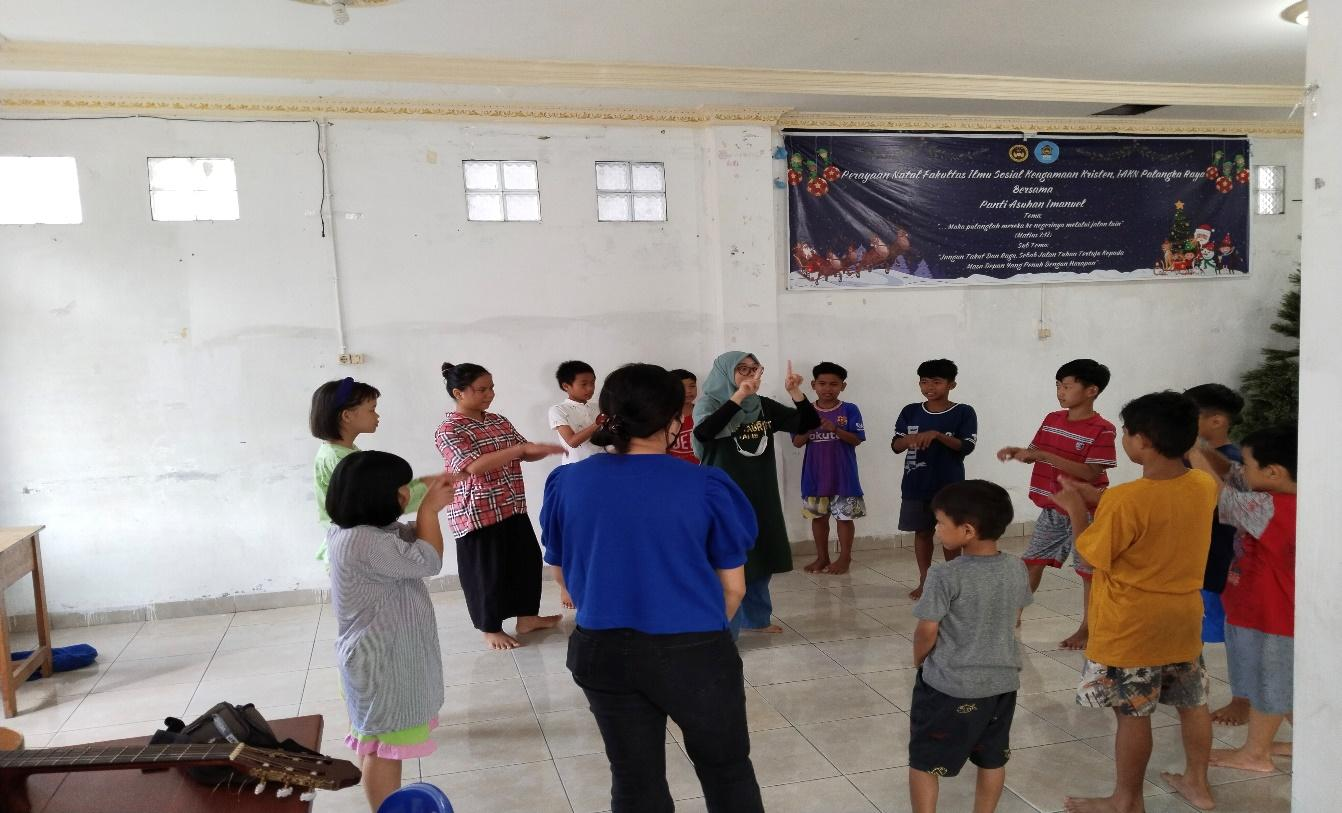 Perayaan Natal Fakultas Ilmu Sosial Keagamaan Kristen, IAKN Palangka Raya
Bersama
Panti Asuhan Imanuel
Tema:
"...Maka pulanglah mereka ke negerinya melalui jalan lain"
(Matius 2:12)
Sub Tema:
"Jangan Takut Dan Ragu, Sebab Jalan Tuhan Tertuju Kepada
Masa Depan Yang Penuh Dengan Harapan"
Rakuten